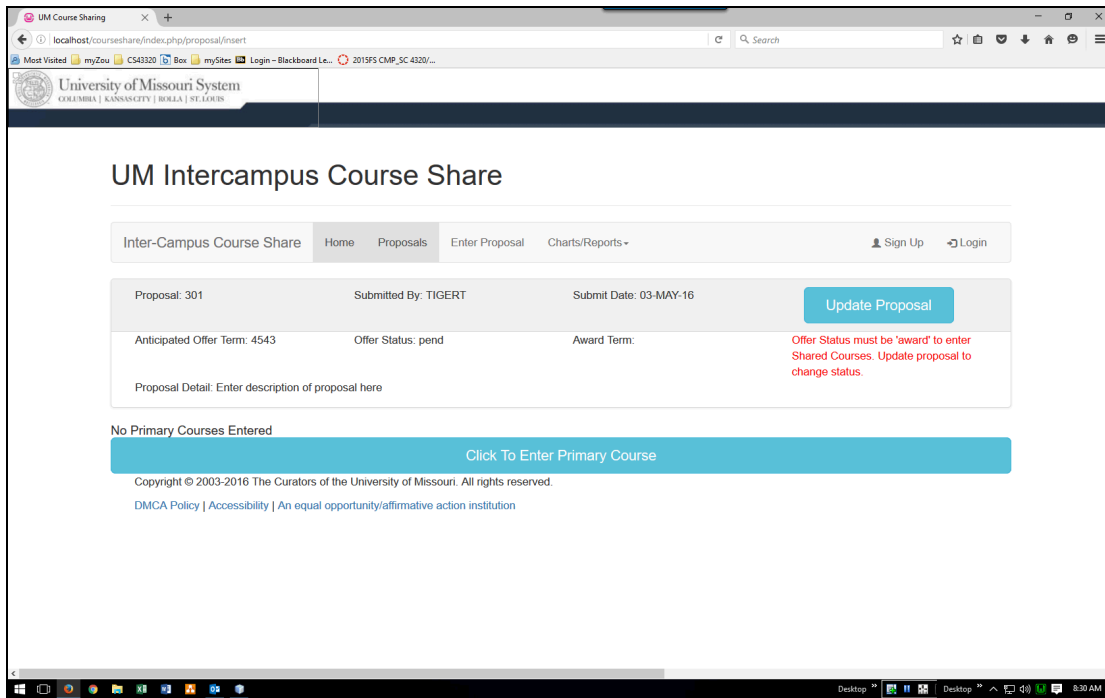 UM Course Sharing
localhost/courseshare/index.php/proposal/insert
Search
Most Visited myZou CS43320 Box mySites Login – Blackboard Le... 2015FS CMP_SC 4320/...
University of Missouri System
COLUMBIA | KANSAS CITY | ROLLA | ST. LOUIS
UM Intercampus Course Share
Inter-Campus Course Share Home Proposals Enter Proposal Charts/Reports Sign Up Login
Proposal: 301 Submitted By: TIGERT Submit Date: 03-MAY-16 Update Proposal
Anticipated Offer Term: 4543 Offer Status: pend Award Term: Offer Status must be 'award' to enter
Shared Courses. Update proposal to
change status.
Proposal Detail: Enter description of proposal here
No Primary Courses Entered
Click To Enter Primary Course
Copyright © 2003-2016 The Curators of the University of Missouri. All rights reserved.
DMCA Policy | Accessibility | An equal opportunity/affirmative action institution
Desktop » Desktop » 8:30 AM